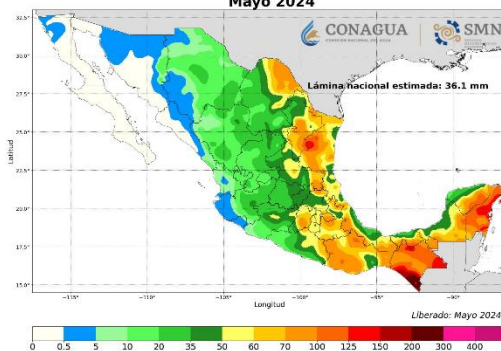 Mayo 2024
CONAGUA
COMISIÓN NACIONAL DEL AGUA
SMN
Lámina nacional estimada: 36.1 mm
32.5°
30.0°
27.5°
25.0°
22.5°
20.0°
17.5°
15.0°
Latitud
−115°
−110°
−105°
−100°
−95°
−90°
Longitud
Liberado: Mayo 2024
0 0.5 5 10 20 35 50 60 70 100 125 150 200 300 400